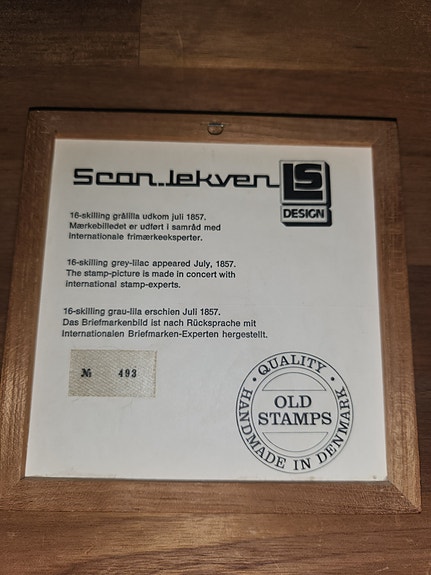 Scan..lekven
LS
DESIGN
16-skilling grålilla udkom juli 1857.
Mærkebilledet er udført i samråd med
internationale frimærkeeksperter.
16-skilling grey-lilac appeared July, 1857.
The stamp-picture is made in concert with
international stamp-experts.
16-skilling grau-lila erschien Juli 1857.
Das Briefmarkenbild ist nach Rücksprache mit
Internationalen Briefmarken-Experten hergestellt.
№ 493
· QUALITY ·
OLD
STAMPS
HANDMADE IN DENMARK